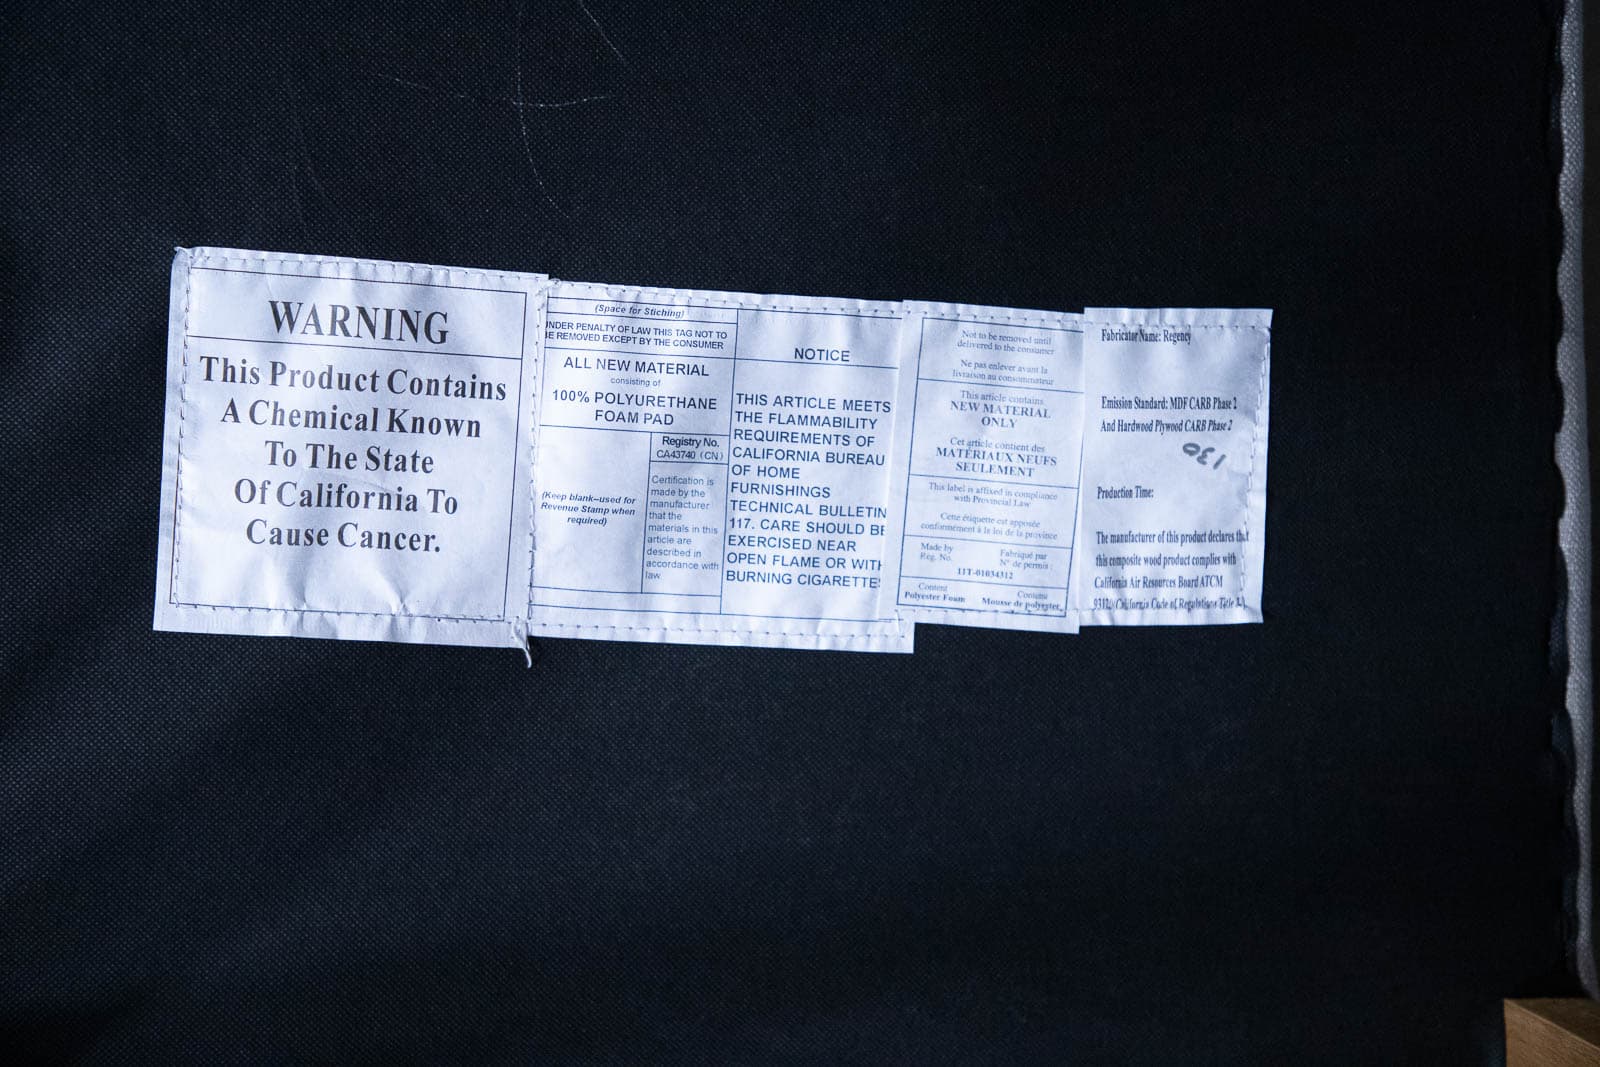 WARNING
This Product Contains
A Chemical Known
To The State
Of California To
Cause Cancer.
(Space for Stiching)
NDER PENALTY OF LAW THIS TAG NOT TO
E REMOVED EXCEPT BY THE CONSUMER
ALL NEW MATERIAL
consisting of
100% POLYURETHANE
FOAM PAD
(Keep blank--used for
Revenue Stamp when
required)
Registry No.
CA43740 (CN)
Certification is
made by the
manufacturer
that the
materials in this
article are
described in
accordance with
law.
NOTICE
THIS ARTICLE MEETS
THE FLAMMABILITY
REQUIREMENTS OF
CALIFORNIA BUREAU
OF HOME
FURNISHINGS
TECHNICAL BULLETIN
117. CARE SHOULD BE
EXERCISED NEAR
OPEN FLAME OR WITH
BURNING CIGARETTE
Not to be removed until
delivered to the consumer
Ne pas enlever avant la
livraison au consommateur
This article contains
NEW MATERIAL
ONLY
Cet article contient des
MATÉRIAUX NEUFS
SEULEMENT
This label is affixed in compliance
with Provincial Law
Cette étiquette est apposée
conformément à la loi de la province
Made by
Reg. No.
Fabriqué par
N° de permis :
11T-01034312
Content
Polyester Foam
Contenu
Mousse de polyester
Fabricator Name: Regency
Emission Standard: MDF CARB Phase 2
And Hardwood Plywood CARB Phase 2
130
Production Time:
The manufacturer of this product declares that
this composite wood product complies with
California Air Resources Board ATCM
(California Code of Regulations Title